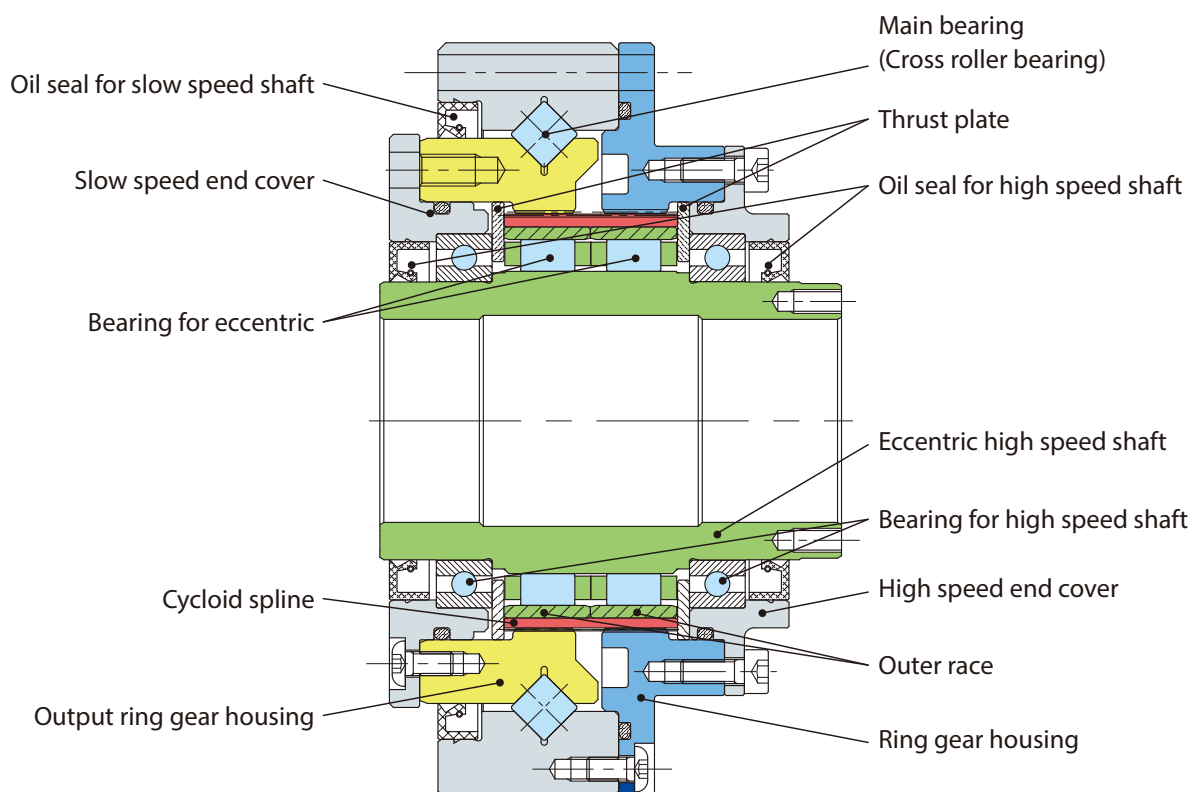 Main bearing
(Cross roller bearing)
Oil seal for slow speed shaft
Thrust plate
Slow speed end cover
Oil seal for high speed shaft
Bearing for eccentric
Eccentric high speed shaft
Bearing for high speed shaft
High speed end cover
Cycloid spline
Outer race
Output ring gear housing
Ring gear housing